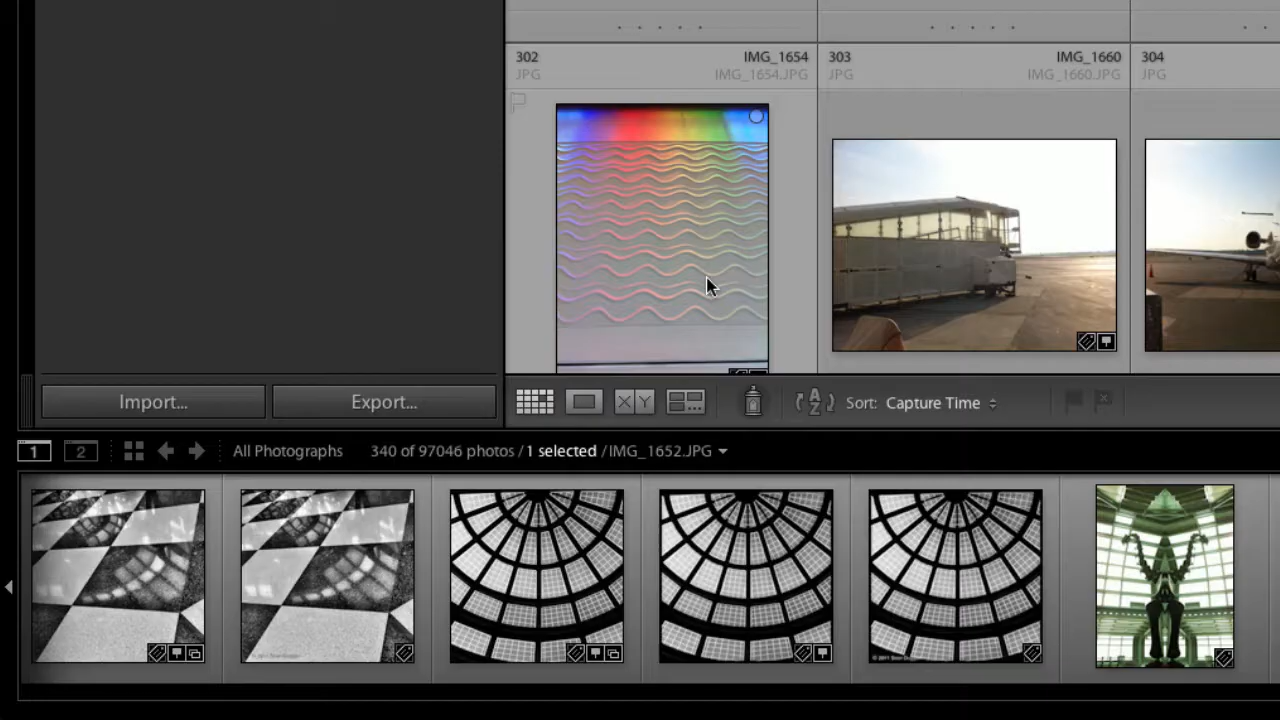 302 IMG_1654
JPG IMG_1654.JPG
303 IMG_1660
JPG IMG_1660.JPG
304
Import... Export...
X Y
A
Z
Sort: Capture Time
1 2 All Photographs 340 of 97046 photos / 1 selected / IMG_1652.JPG